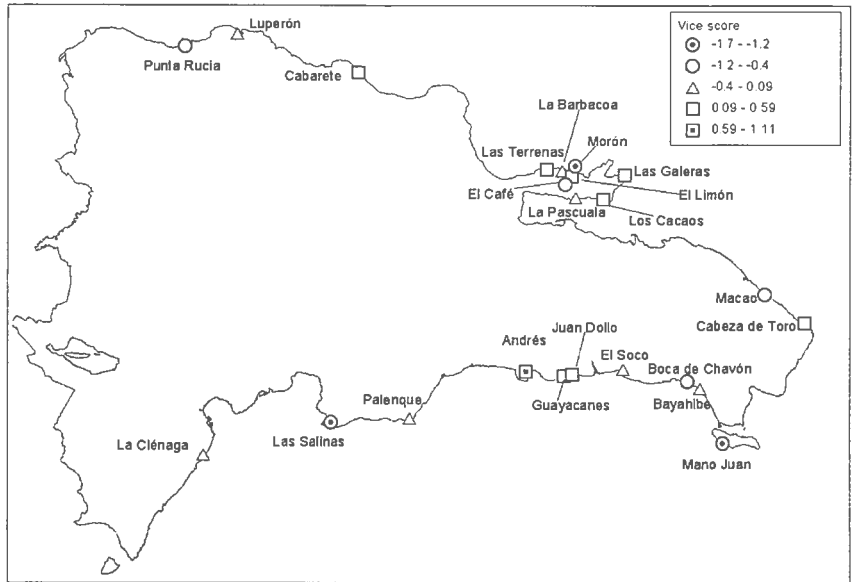 Vice score
-1.7 - -1.2
-1.2 - -0.4
-0.4 - 0.09
0.09 - 0.59
0.59 - 1.11
Luperón
Punta Rucia
Cabarete
La Barbacoa
Morón
Las Terrenas
Las Galeras
El Café
El Limón
La Pascuala
Los Cacaos
Macao
Cabeza de Toro
Juan Dolio
Andrés
El Soco
Boca de Chavón
Palenque
Guayacanes
Bayahibe
La Ciénaga
Las Salinas
Mano Juan